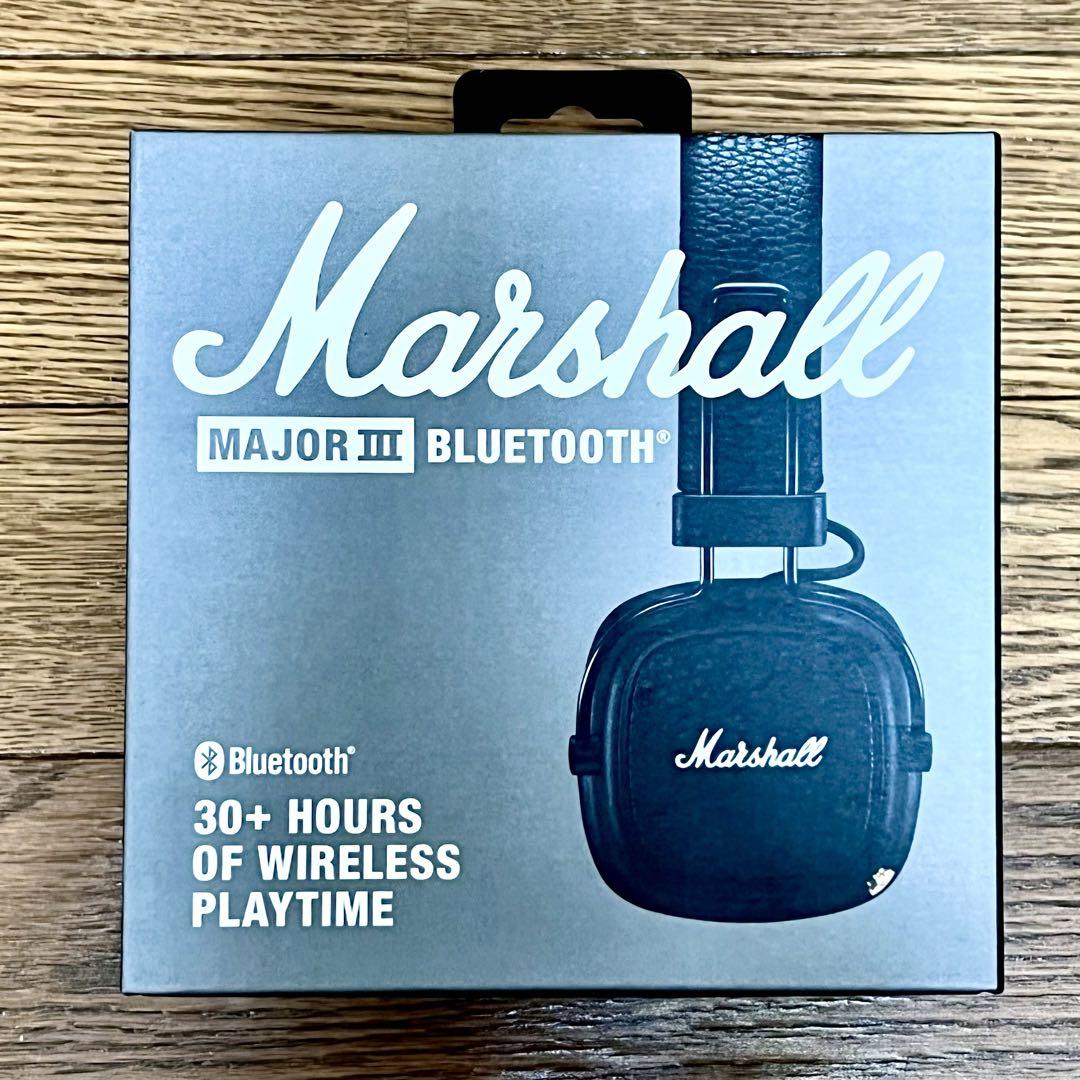 Marshall
MAJOR III BLUETOOTH®
Marshall
Bluetooth®
30+ HOURS
OF WIRELESS
PLAYTIME